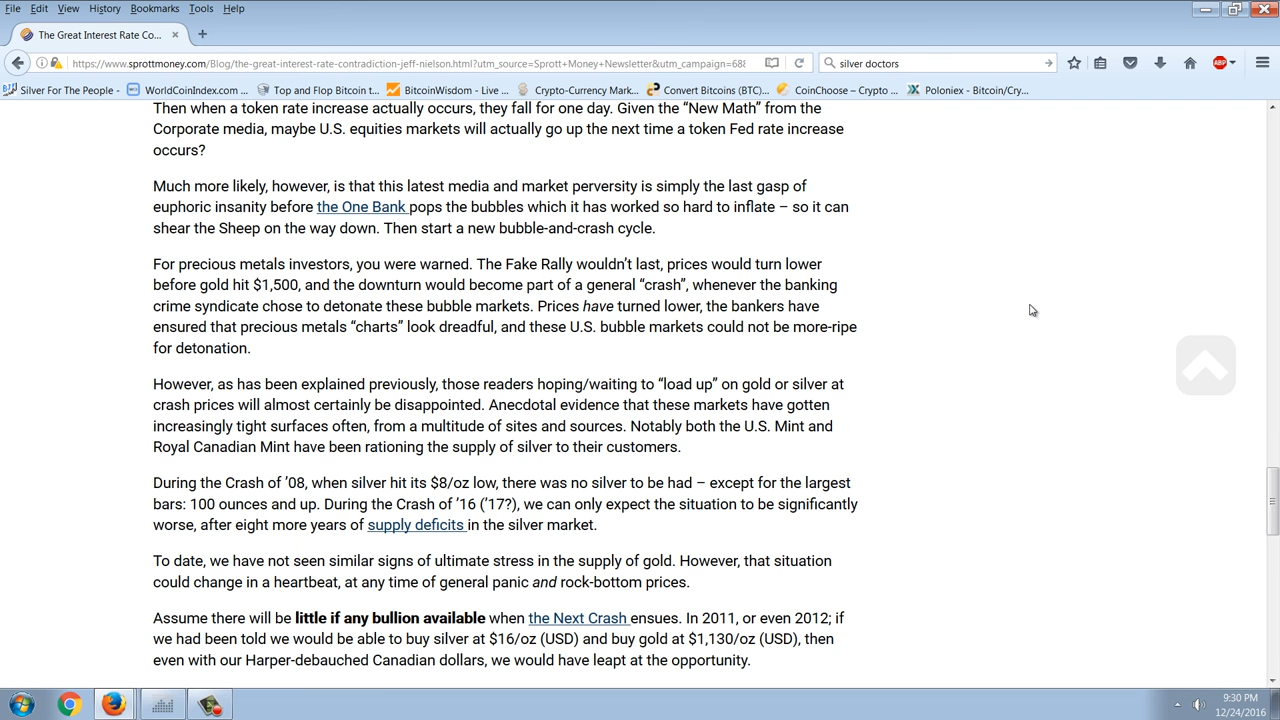 File Edit View History Bookmarks Tools Help
The Great Interest Rate Co...
https://www.sprottmoney.com/Blog/the-great-interest-rate-contradiction-jeff-nielson.html?utm_source=Sprott+Money+Newsletter&utm_campaign=688
silver doctors
ABP
Silver For The People - WorldCoinIndex.com ... Top and Flop Bitcoin t... BitcoinWisdom - Live ... Crypto-Currency Mark... Convert Bitcoins (BTC)... CoinChoose – Crypto ... Poloniex - Bitcoin/Cry...
Then when a token rate increase actually occurs, they fall for one day. Given the “New Math” from the
Corporate media, maybe U.S. equities markets will actually go up the next time a token Fed rate increase
occurs?
Much more likely, however, is that this latest media and market perversity is simply the last gasp of
euphoric insanity before the One Bank pops the bubbles which it has worked so hard to inflate – so it can
shear the Sheep on the way down. Then start a new bubble-and-crash cycle.
For precious metals investors, you were warned. The Fake Rally wouldn’t last, prices would turn lower
before gold hit $1,500, and the downturn would become part of a general “crash”, whenever the banking
crime syndicate chose to detonate these bubble markets. Prices have turned lower, the bankers have
ensured that precious metals “charts” look dreadful, and these U.S. bubble markets could not be more-ripe
for detonation.
However, as has been explained previously, those readers hoping/waiting to “load up” on gold or silver at
crash prices will almost certainly be disappointed. Anecdotal evidence that these markets have gotten
increasingly tight surfaces often, from a multitude of sites and sources. Notably both the U.S. Mint and
Royal Canadian Mint have been rationing the supply of silver to their customers.
During the Crash of ’08, when silver hit its $8/oz low, there was no silver to be had – except for the largest
bars: 100 ounces and up. During the Crash of ’16 (’17?), we can only expect the situation to be significantly
worse, after eight more years of supply deficits in the silver market.
To date, we have not seen similar signs of ultimate stress in the supply of gold. However, that situation
could change in a heartbeat, at any time of general panic and rock-bottom prices.
Assume there will be little if any bullion available when the Next Crash ensues. In 2011, or even 2012; if
we had been told we would be able to buy silver at $16/oz (USD) and buy gold at $1,130/oz (USD), then
even with our Harper-debauched Canadian dollars, we would have leapt at the opportunity.
9:30 PM
12/24/2016